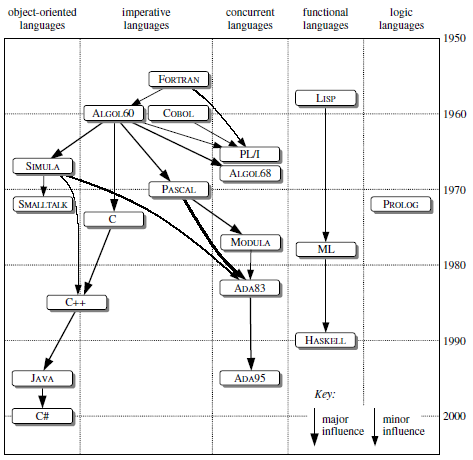 object-oriented imperative concurrent functional logic
languages languages languages languages languages
1950
FORTRAN
LISP
ALGOL60 COBOL 1960
PL/I
SIMULA ALGOL68
PASCAL 1970
SMALLTALK PROLOG
C
MODULA ML
1980
ADA83
C++
HASKELL 1990
JAVA ADA95
Key:
C# major minor 2000
influence influence